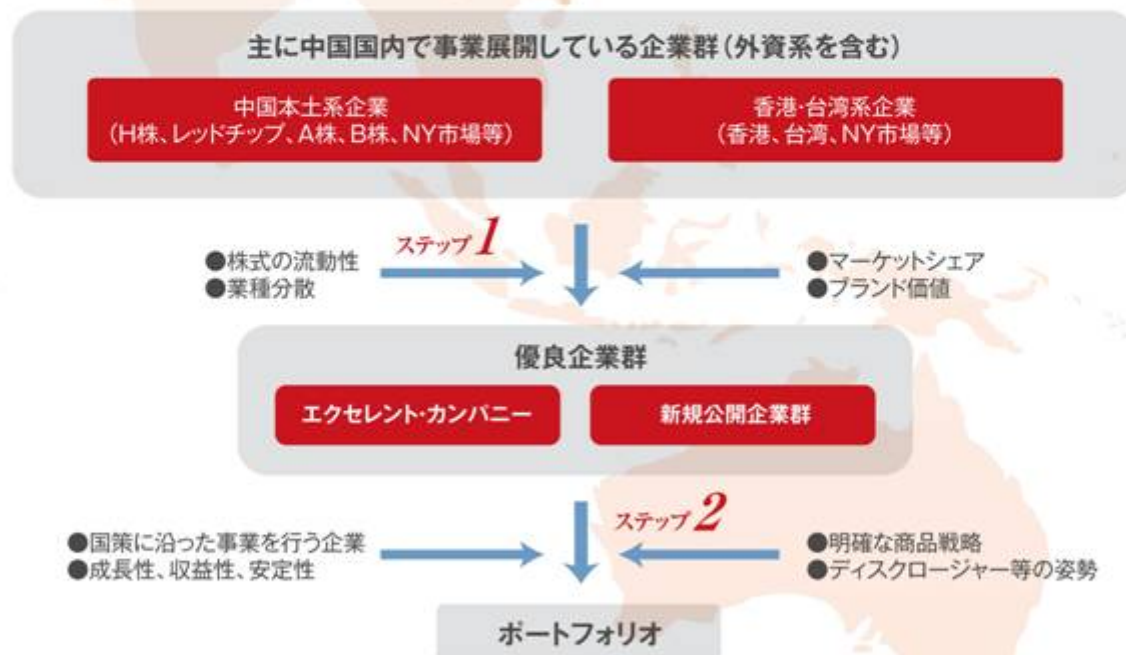 主に中国国内で事業展開している企業群（外資系を含む）
中国本土系企業
（H株、レッドチップ、A株、B株、NY市場等）
香港・台湾系企業
（香港、台湾、NY市場等）
ステップ1
●株式の流動性
●業種分散
●マーケットシェア
●ブランド価値
優良企業群
エクセレント・カンパニー
新規公開企業群
ステップ2
●国策に沿った事業を行う企業
●成長性、収益性、安定性
●明確な商品戦略
●ディスクロージャー等の姿勢
ポートフォリオ